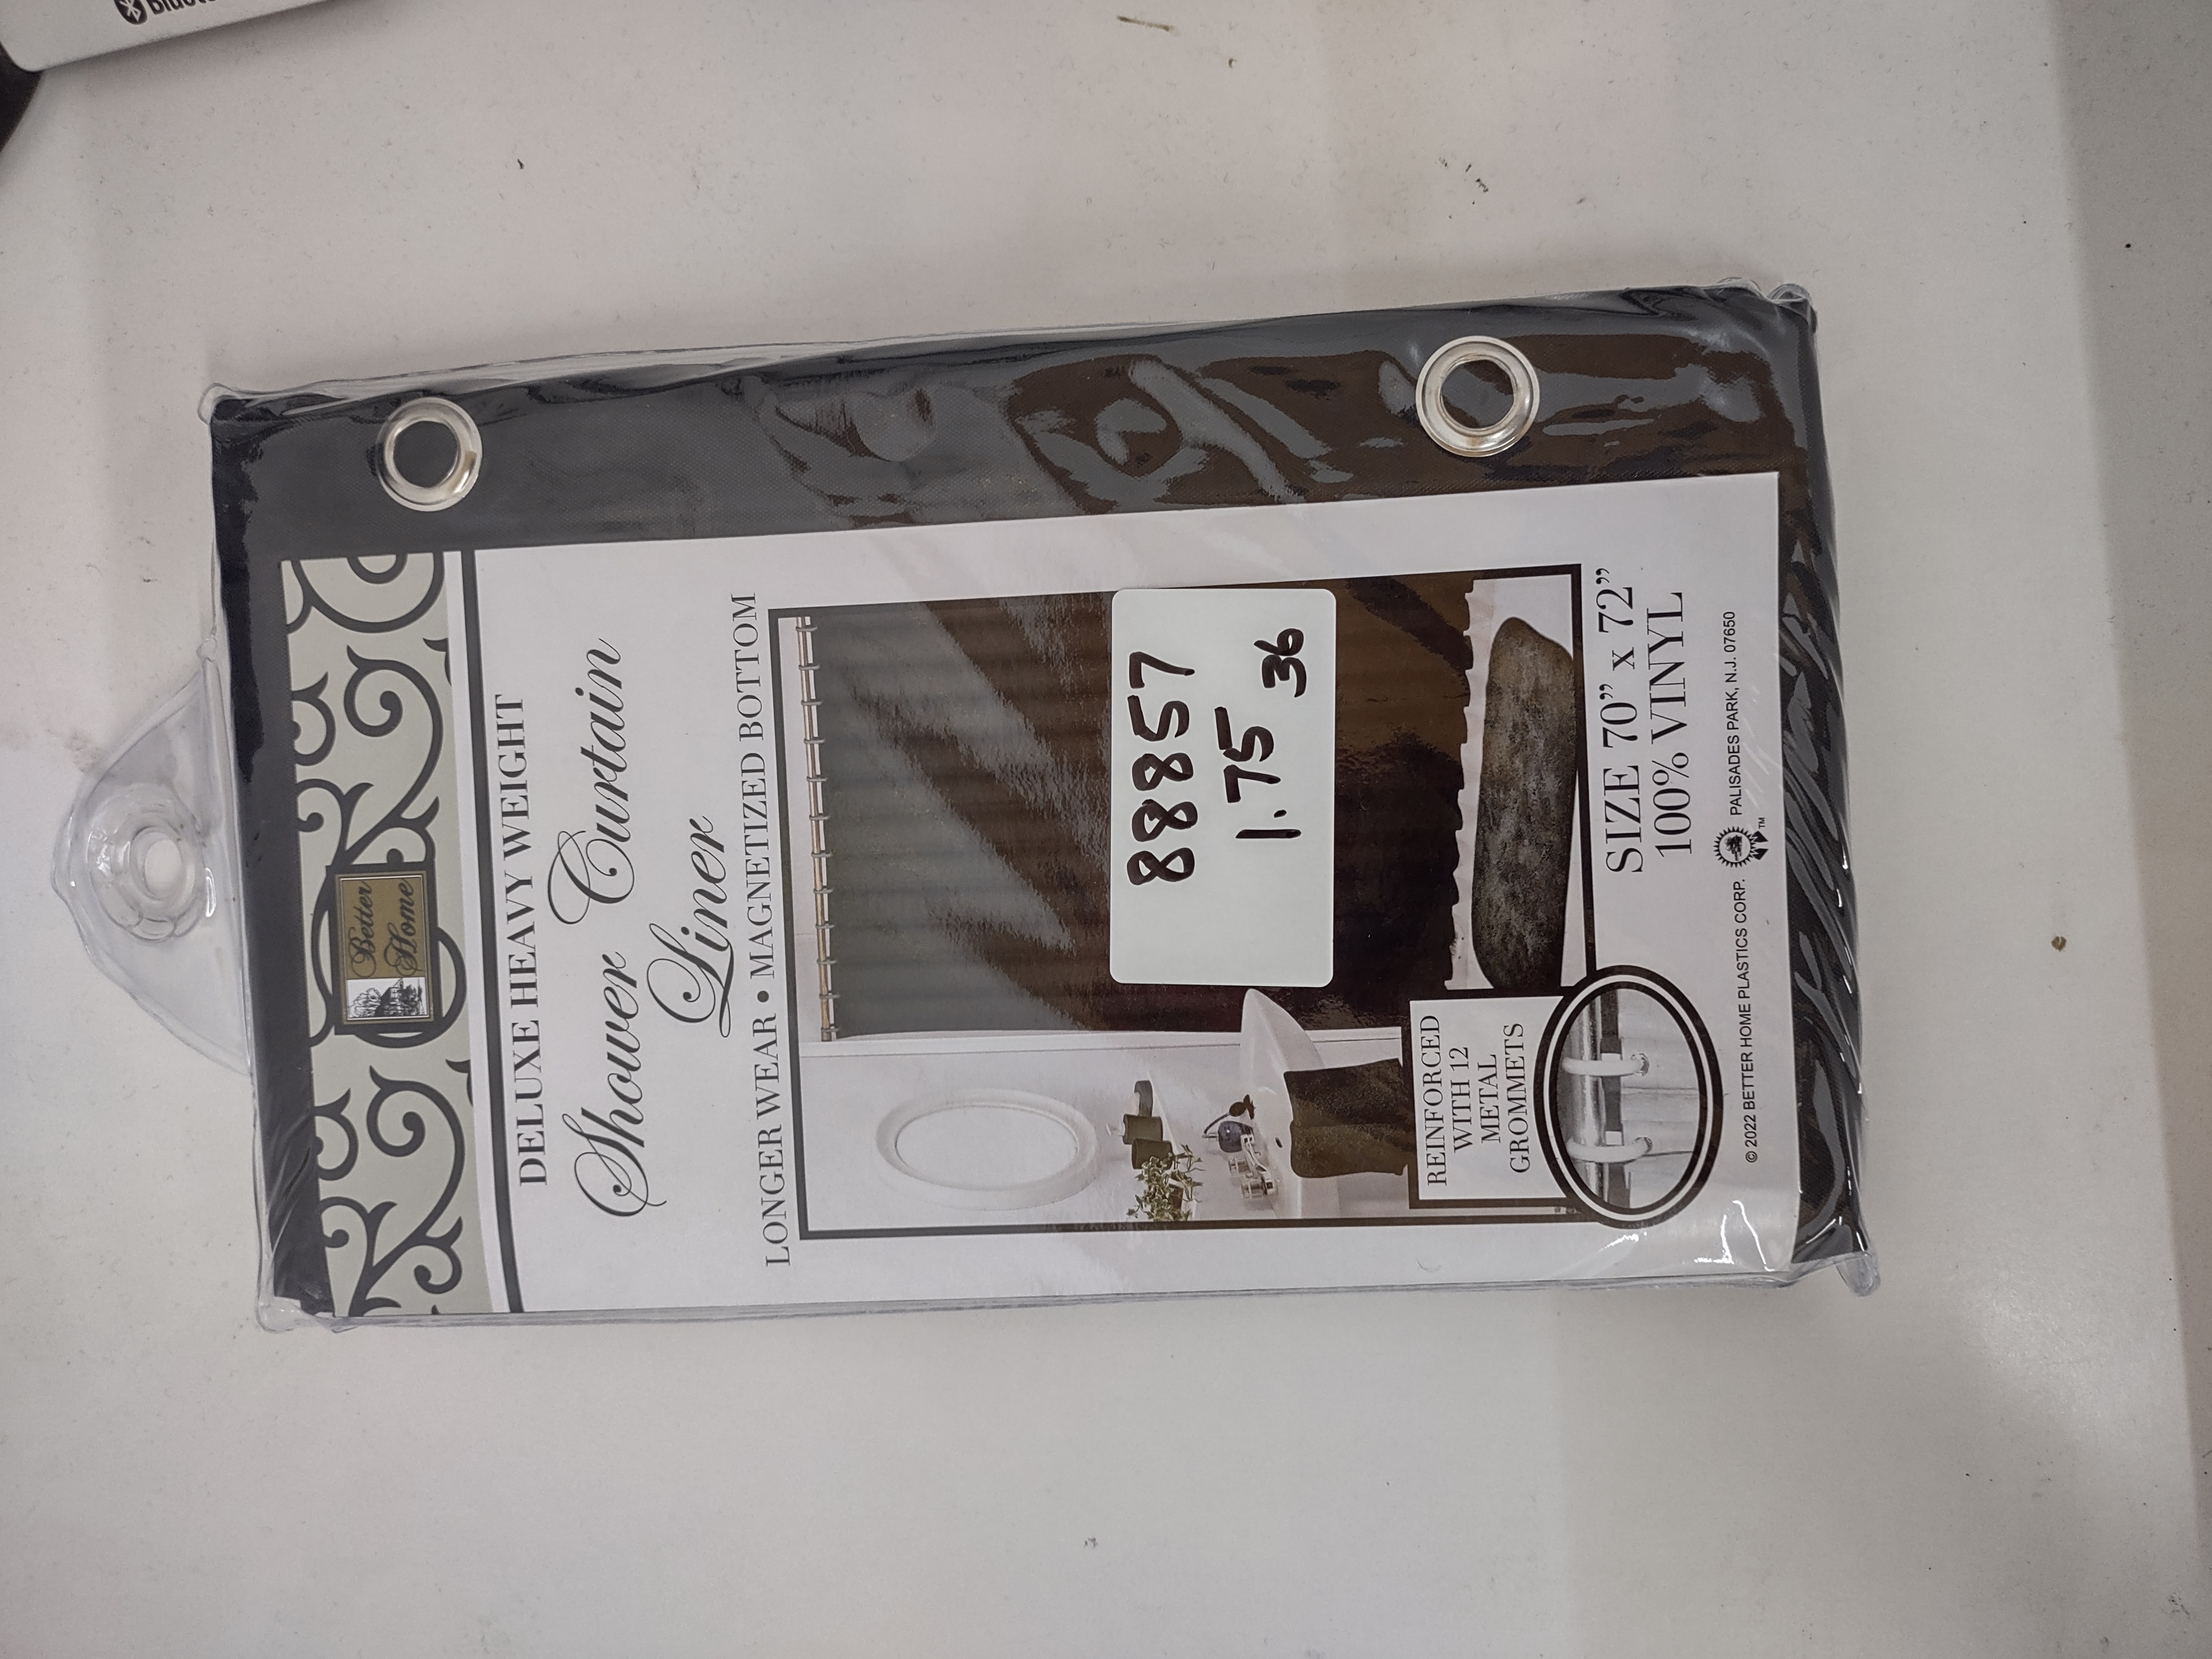 Better
Home
DELUXE HEAVY WEIGHT
Shower Curtain
Liner
LONGER WEAR • MAGNETIZED BOTTOM
88857
1.75
36
REINFORCED
WITH 12
METAL
GROMMETS
SIZE 70” x 72”
100% VINYL
© 2022 BETTER HOME PLASTICS CORP. PALISADES PARK, N.J. 07650
TM